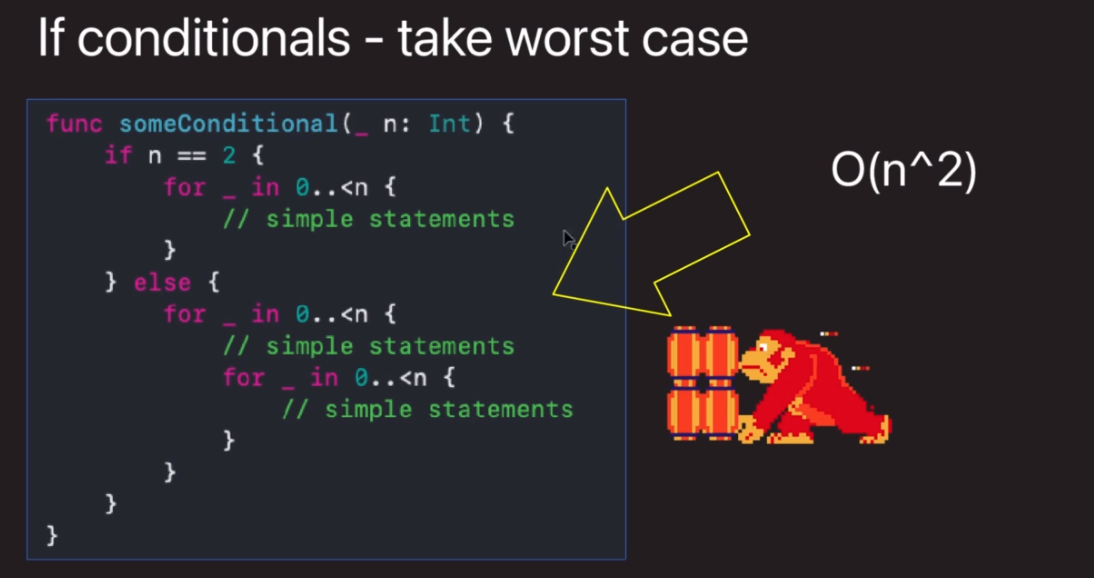 If conditionals - take worst case
func someConditional(_ n: Int) {
    if n == 2 {
        for _ in 0..<n {
            // simple statements
        }
    } else {
        for _ in 0..<n {
            // simple statements
            for _ in 0..<n {
                // simple statements
            }
        }
    }
}
O(n^2)